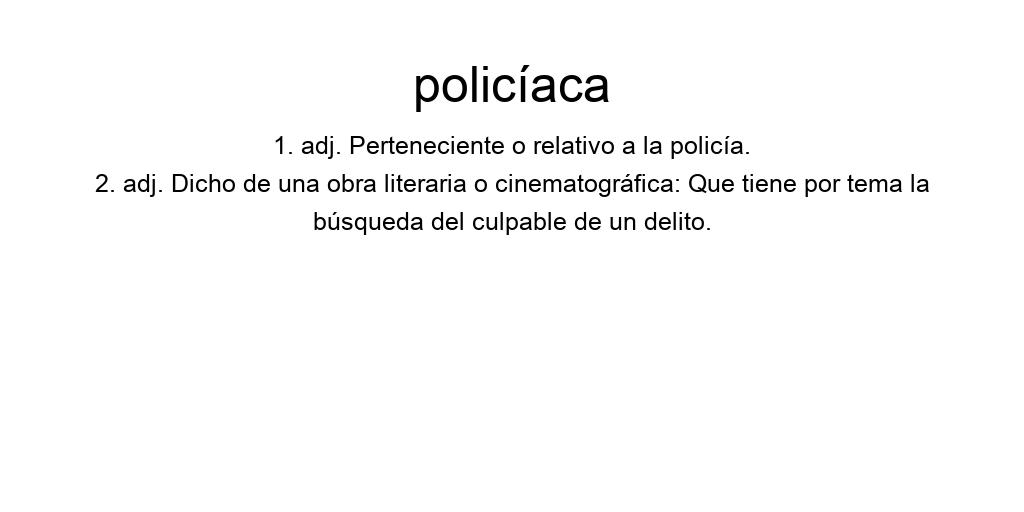 policíaca
1. adj. Perteneciente o relativo a la policía.
2. adj. Dicho de una obra literaria o cinematográfica: Que tiene por tema la
búsqueda del culpable de un delito.